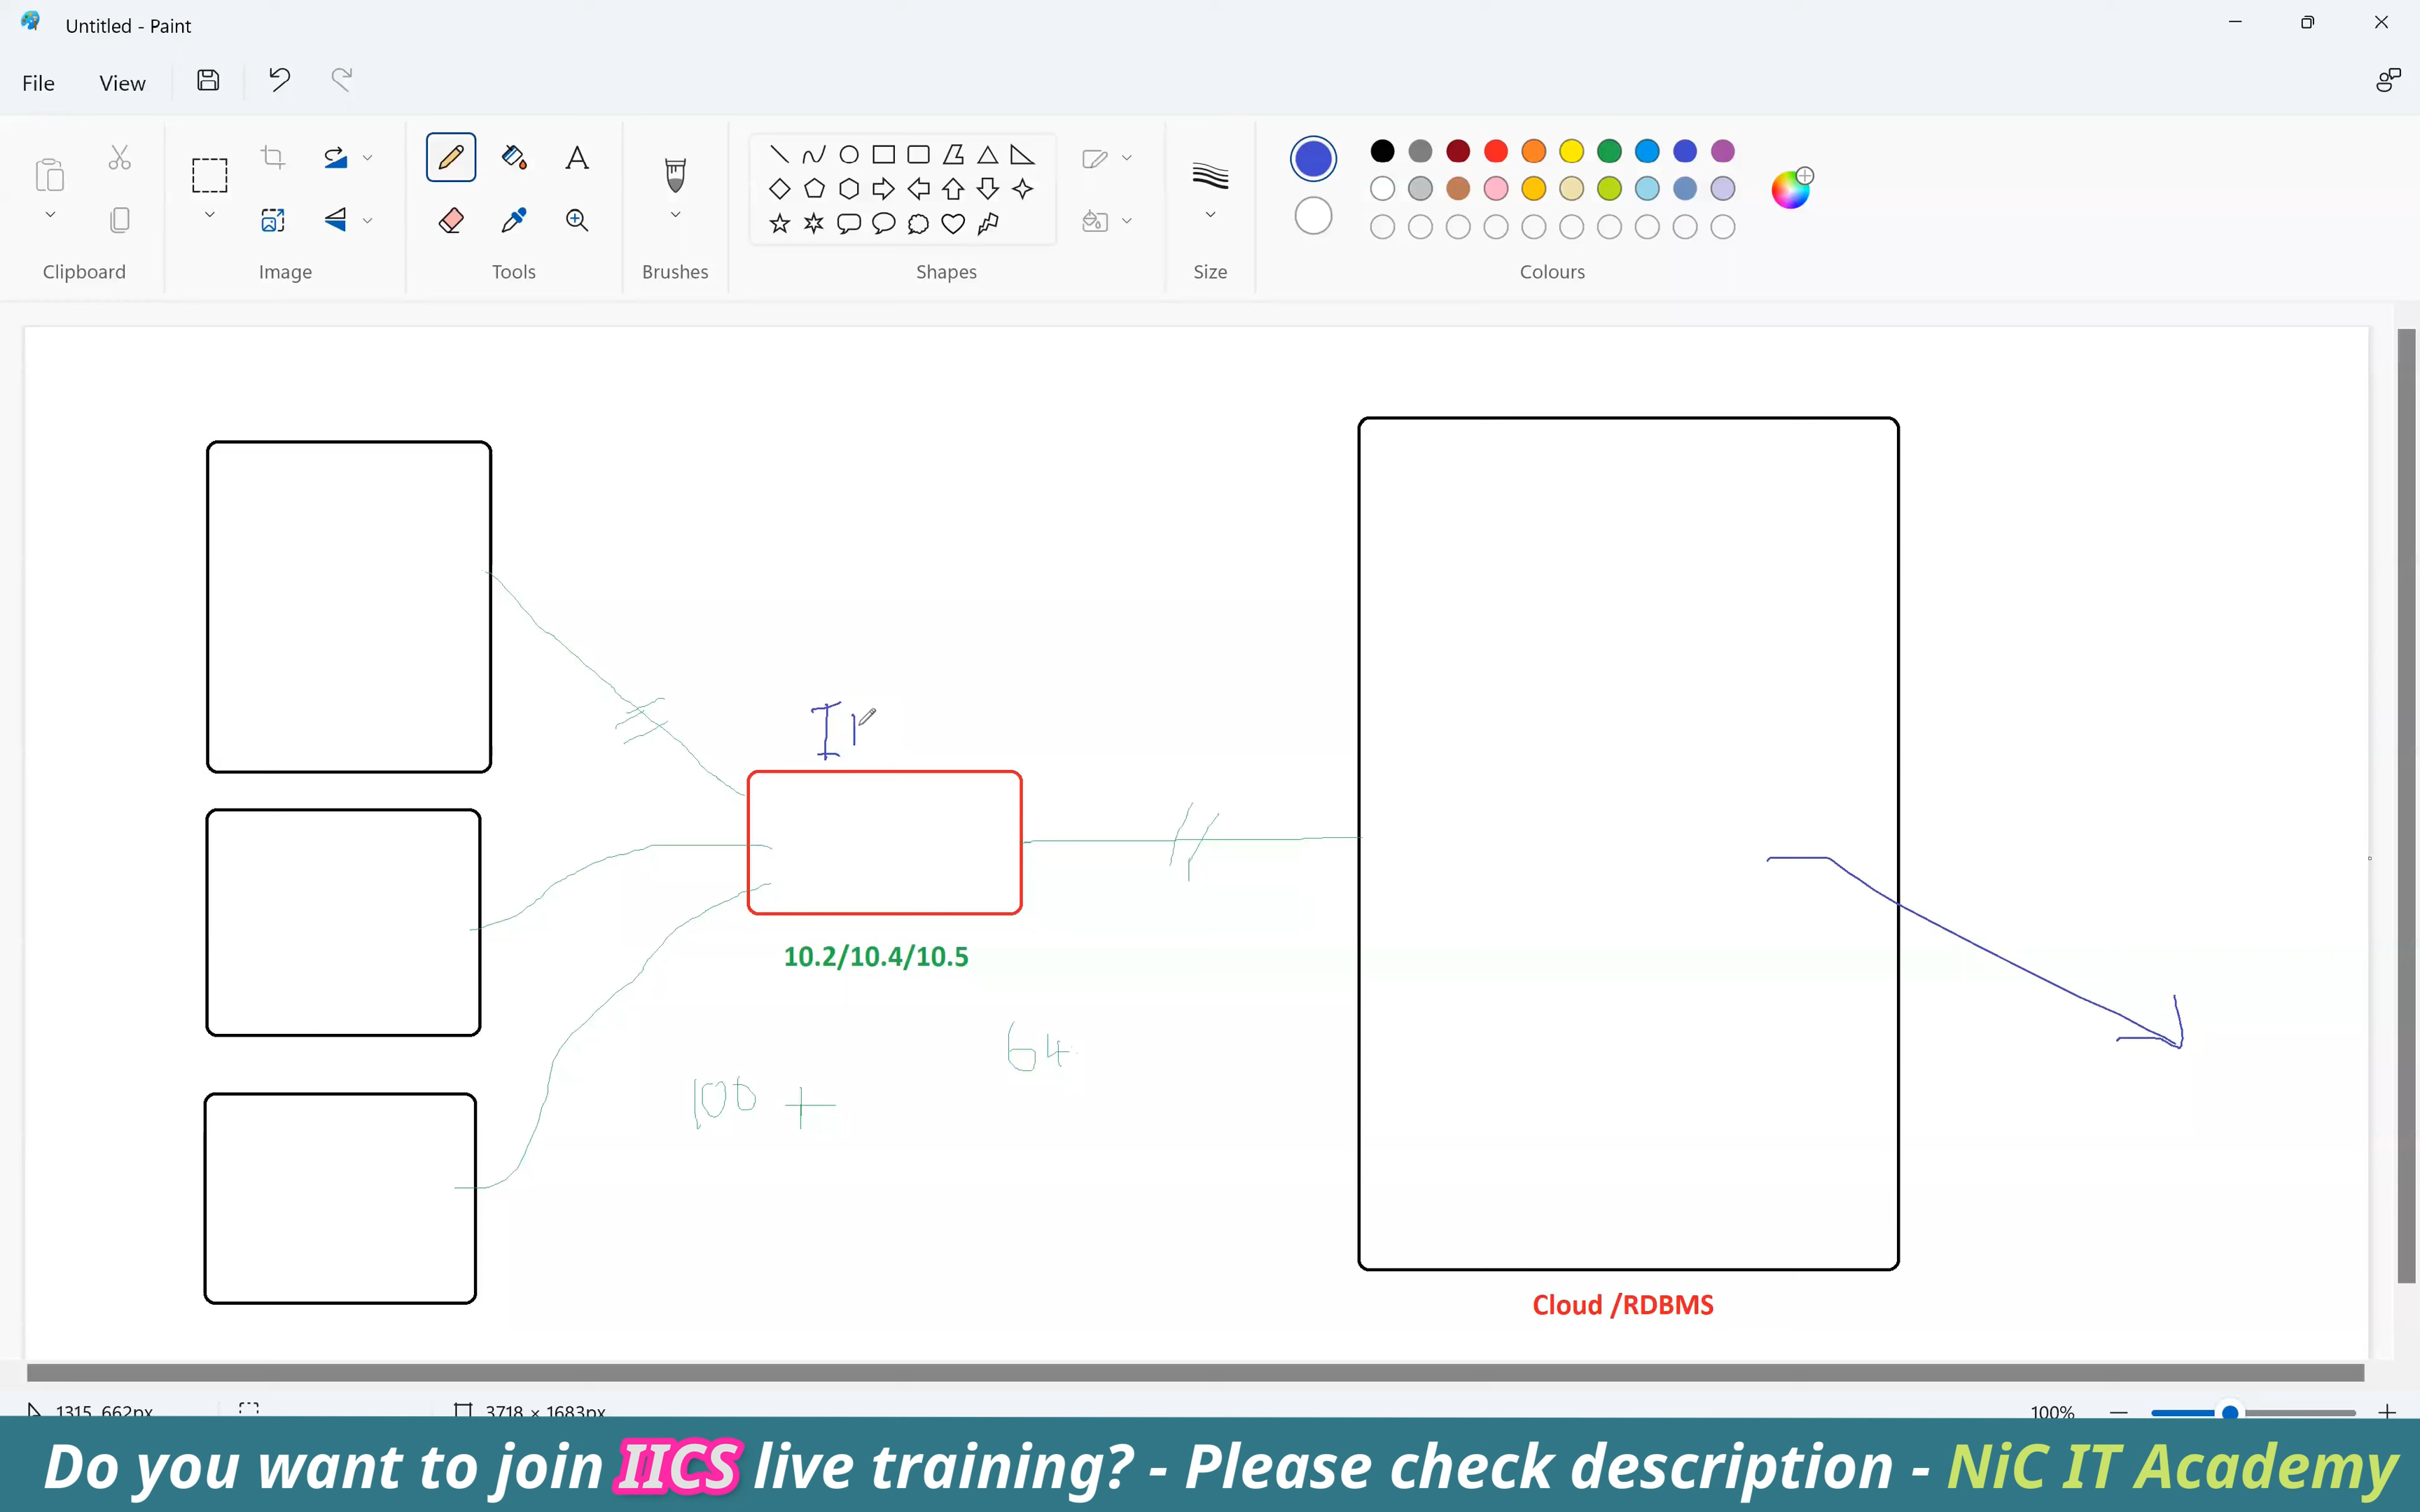 Untitled - Paint
File View
Clipboard Image Tools Brushes Shapes Size Colours
10.2/10.4/10.5
64
100 +
Cloud /RDBMS
1315, 662px 3718 × 1683px 100%
Do you want to join IICS live training? - Please check description - NiC IT Academy